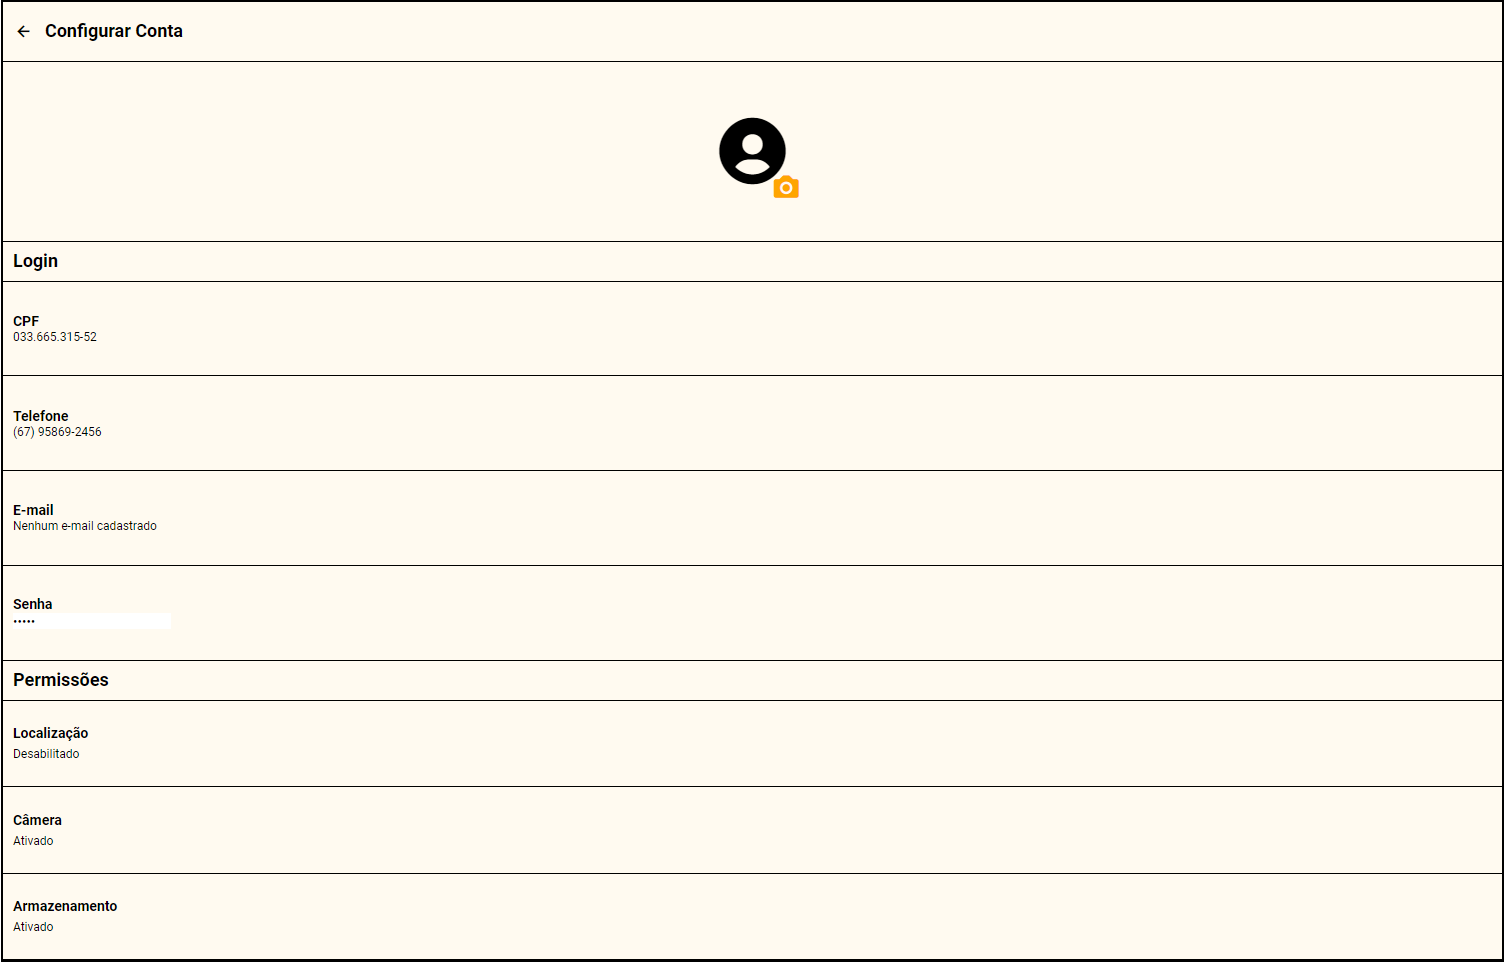 Configurar Conta
Login
CPF
033.665.315-52
Telefone
(67) 95869-2456
E-mail
Nenhum e-mail cadastrado
Senha
•••••
Permissões
Localização
Desabilitado
Câmera
Ativado
Armazenamento
Ativado